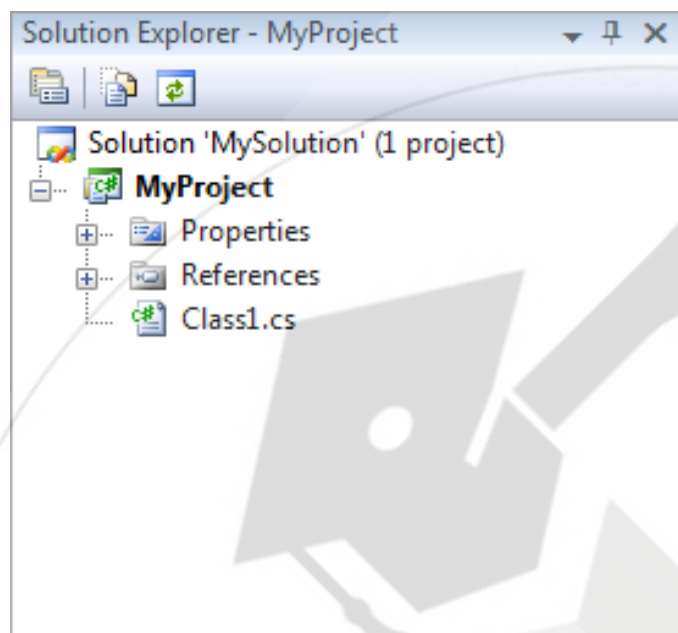 Solution Explorer - MyProject
Solution 'MySolution' (1 project)
MyProject
Properties
References
Class1.cs